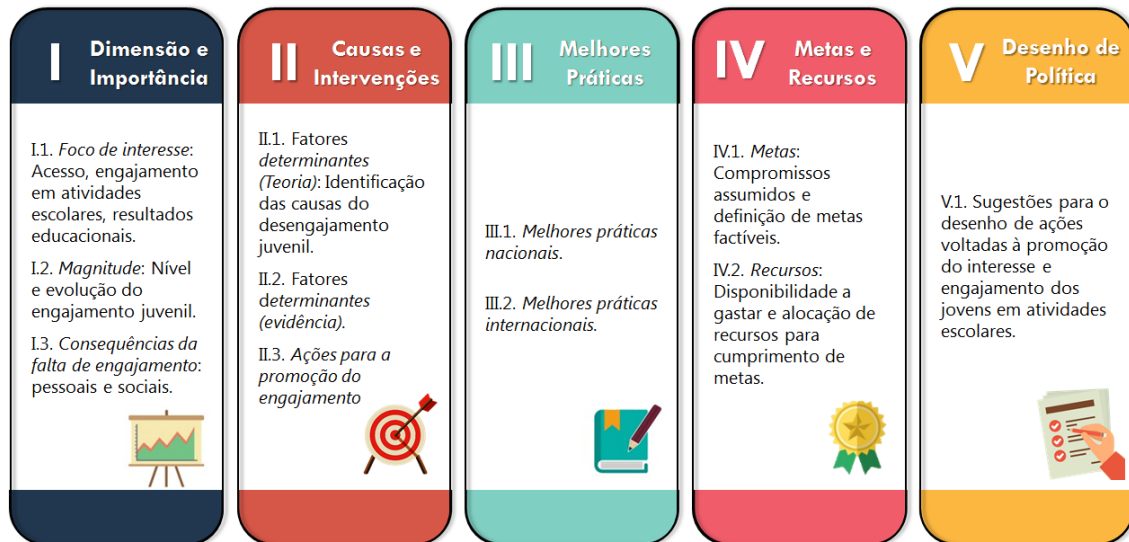 I
Dimensão e
Importância
I.1. Foco de interesse:
Acesso, engajamento
em atividades
escolares, resultados
educacionais.
I.2. Magnitude: Nível
e evolução do
engajamento juvenil.
I.3. Consequências da
falta de engajamento:
pessoais e sociais.
II
Causas e
Intervenções
II.1. Fatores
determinantes
(Teoria): Identificação
das causas do
desengajamento
juvenil.
II.2. Fatores
determinantes
(evidência).
II.3. Ações para a
promoção do
engajamento
III
Melhores
Práticas
III.1. Melhores práticas
nacionais.
III.2. Melhores práticas
internacionais.
IV
Metas e
Recursos
IV.1. Metas:
Compromissos
assumidos e
definição de metas
factíveis.
IV.2. Recursos:
Disponibilidade a
gastar e alocação de
recursos para
cumprimento de
metas.
V
Desenho de
Política
V.1. Sugestões para o
desenho de ações
voltadas à promoção
do interesse e
engajamento dos
jovens em atividades
escolares.